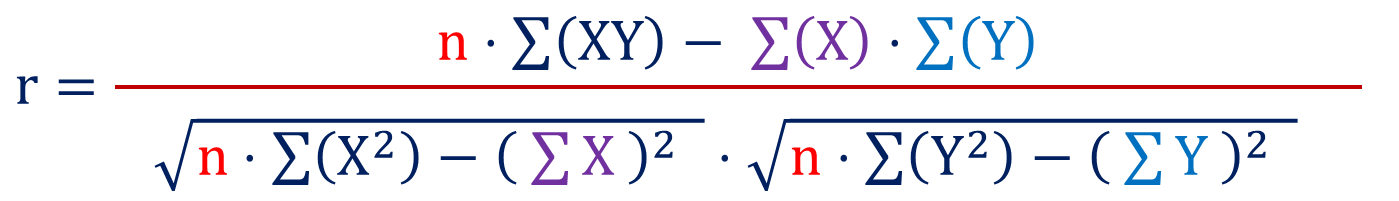 n · ∑(XY) − ∑(X) · ∑(Y)
r =
√n · ∑(X²) − ( ∑ X )² · √n · ∑(Y²) − ( ∑ Y )²